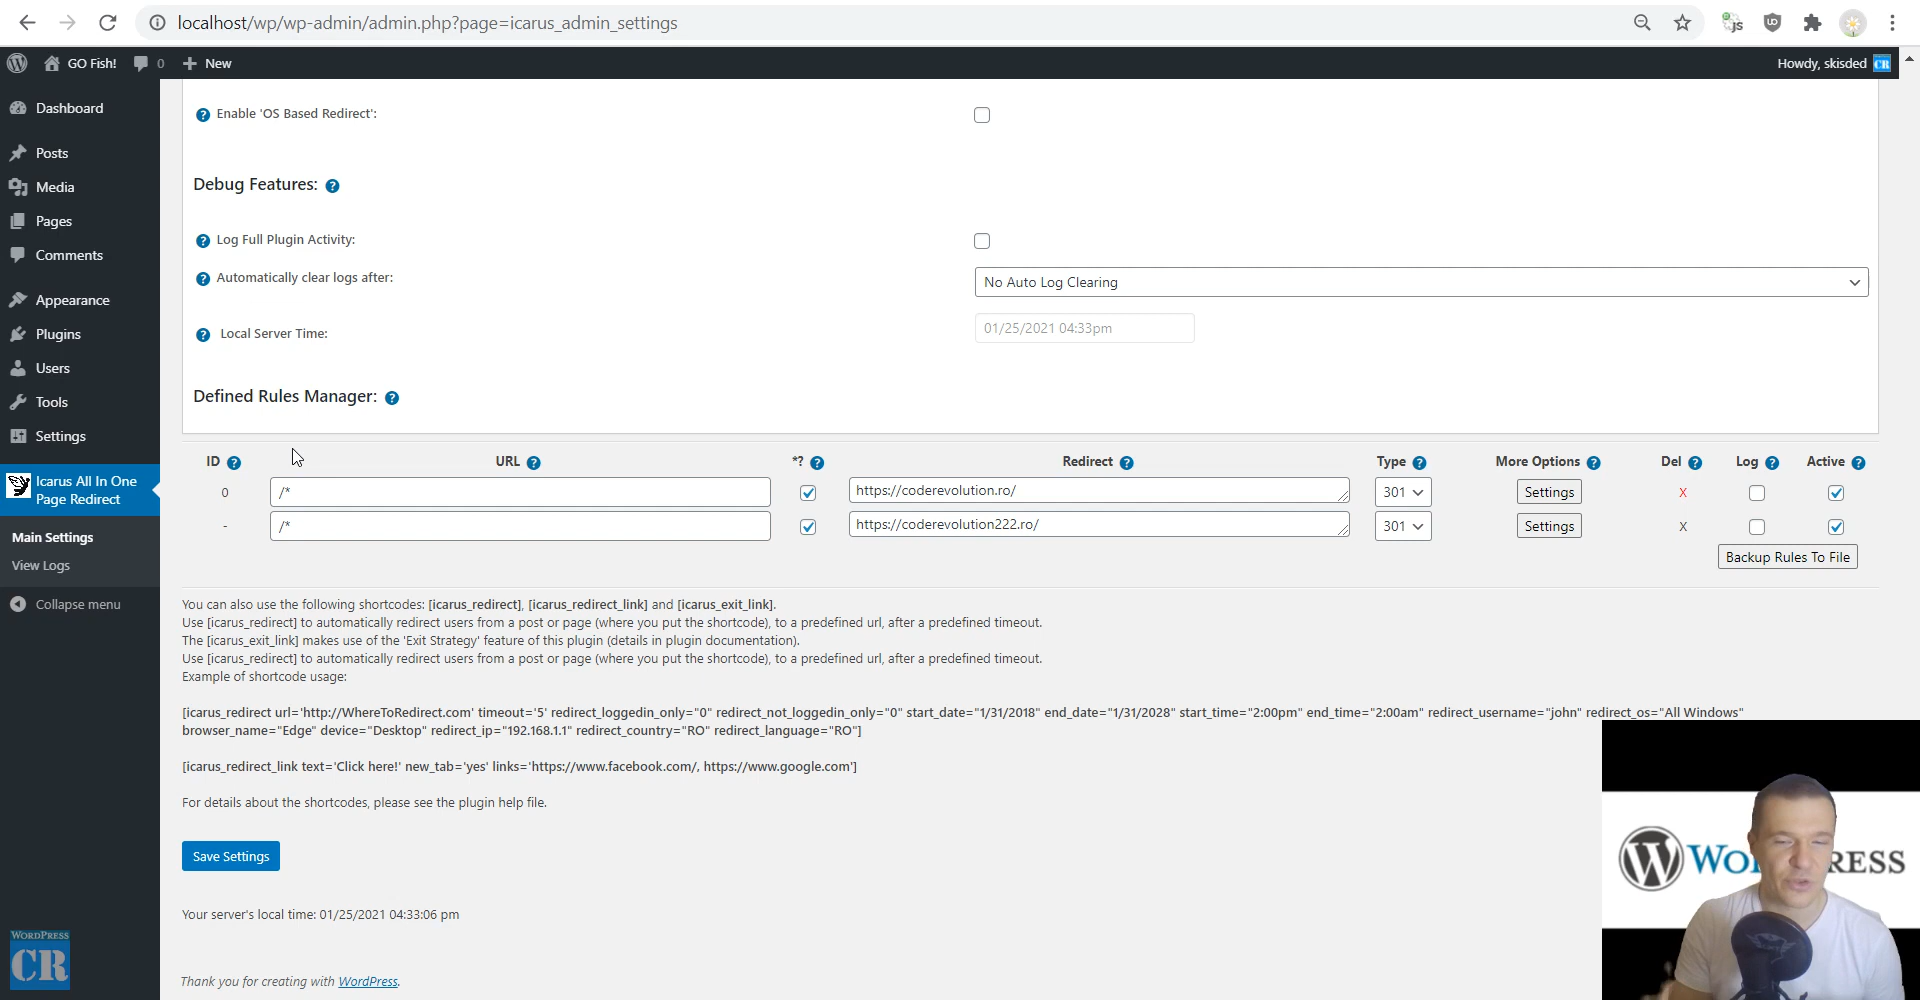 localhost/wp/wp-admin/admin.php?page=icarus_admin_settings
GO Fish! 0 New
Howdy, skisded CR
Dashboard
Posts
Media
Pages
Comments
Appearance
Plugins
Users
Tools
Settings
Icarus All In One
Page Redirect
Main Settings
View Logs
Collapse menu
Enable 'OS Based Redirect':
Debug Features:
Log Full Plugin Activity:
Automatically clear logs after: No Auto Log Clearing
Local Server Time: 01/25/2021 04:33pm
Defined Rules Manager:
ID URL *? Redirect Type More Options Del Log Active
0 /* https://coderevolution.ro/ 301 Settings X
- /* https://coderevolution222.ro/ 301 Settings X
Backup Rules To File
You can also use the following shortcodes: [icarus_redirect], [icarus_redirect_link] and [icarus_exit_link].
Use [icarus_redirect] to automatically redirect users from a post or page (where you put the shortcode), to a predefined url, after a predefined timeout.
The [icarus_exit_link] makes use of the 'Exit Strategy' feature of this plugin (details in plugin documentation).
Use [icarus_redirect] to automatically redirect users from a post or page (where you put the shortcode), to a predefined url, after a predefined timeout.
Example of shortcode usage:
[icarus_redirect url='http://WhereToRedirect.com' timeout='5' redirect_loggedin_only="0" redirect_not_loggedin_only="0" start_date="1/31/2018" end_date="1/31/2028" start_time="2:00pm" end_time="2:00am" redirect_username="john" redirect_os="All Windows"
browser_name="Edge" device="Desktop" redirect_ip="192.168.1.1" redirect_country="RO" redirect_language="RO"]
[icarus_redirect_link text='Click here!' new_tab='yes' links='https://www.facebook.com/, https://www.google.com']
For details about the shortcodes, please see the plugin help file.
Save Settings
Your server's local time: 01/25/2021 04:33:06 pm
Thank you for creating with WordPress.
WORDPRESS
CR